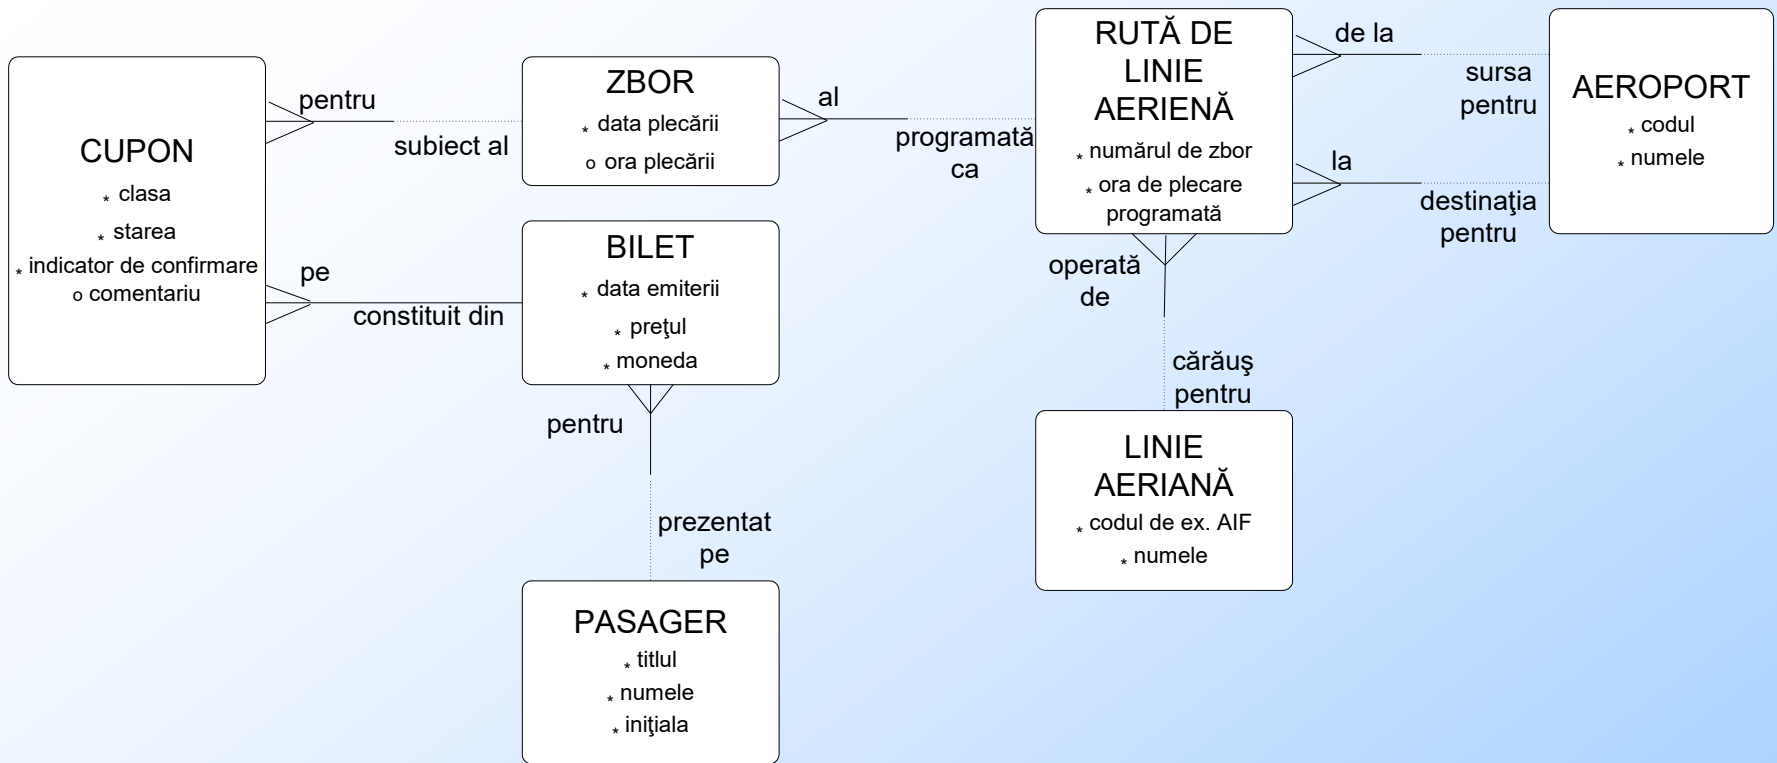 CUPON
* clasa
* starea
* indicator de confirmare
o comentariu
pentru
subiect al
pe
constituit din
ZBOR
* data plecării
o ora plecării
BILET
* data emiterii
* preţul
* moneda
pentru
prezentat
pe
PASAGER
* titlul
* numele
* iniţiala
al
programată
ca
RUTĂ DE
LINIE
AERIENĂ
* numărul de zbor
* ora de plecare
programată
operată
de
cărăuş
pentru
LINIE
AERIANĂ
* codul de ex. AIF
* numele
de la
sursa
pentru
la
destinaţia
pentru
AEROPORT
* codul
* numele